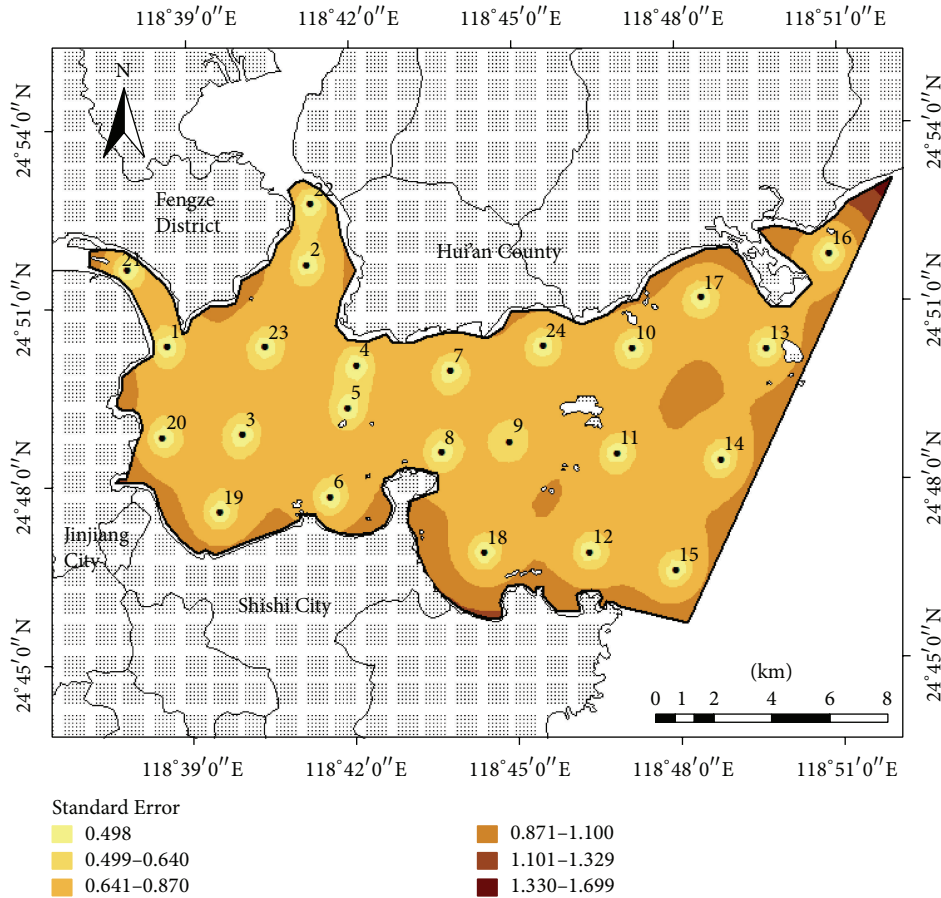 118°39′0″E 118°42′0″E 118°45′0″E 118°48′0″E 118°51′0″E
24°54′0″N
24°51′0″N
24°48′0″N
24°45′0″N
24°54′0″N
24°51′0″N
24°48′0″N
24°45′0″N
N
Fengze
District
Hui'an County
Jinjiang
City
Shishi City
22
2
21
16
17
1
23
24
10
13
4
7
5
20
3
8
9
11
14
6
19
18
12
15
(km)
0 1 2 4 6 8
118°39′0″E 118°42′0″E 118°45′0″E 118°48′0″E 118°51′0″E
Standard Error
0.498
0.499–0.640
0.641–0.870
0.871–1.100
1.101–1.329
1.330–1.699